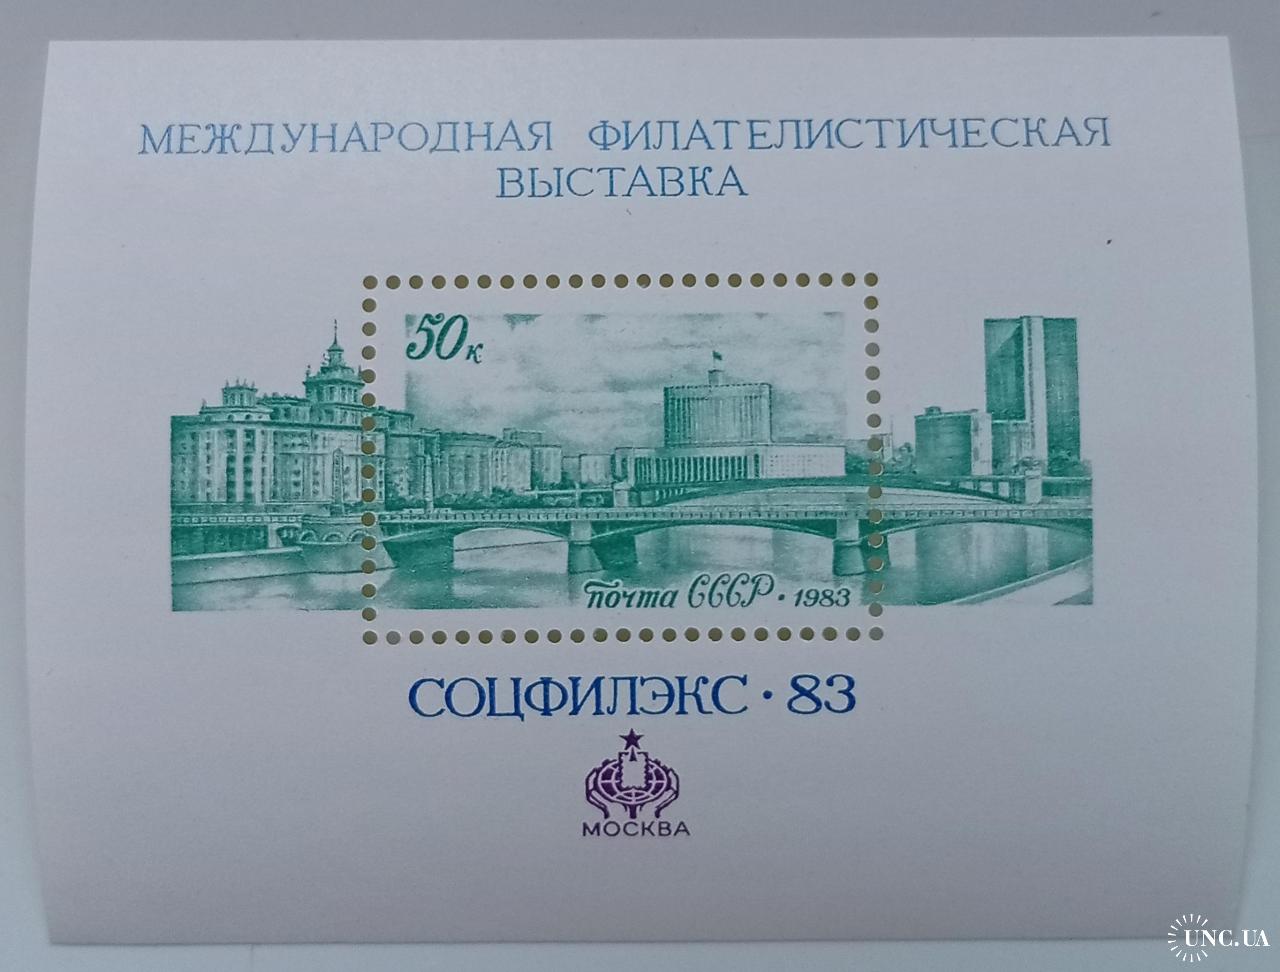 МЕЖДУНАРОДНАЯ ФИЛАТЕЛИСТИЧЕСКАЯ
ВЫСТАВКА
50к
почта СССР • 1983
СОЦФИЛЭКС • 83
МОСКВА
UNC.UA